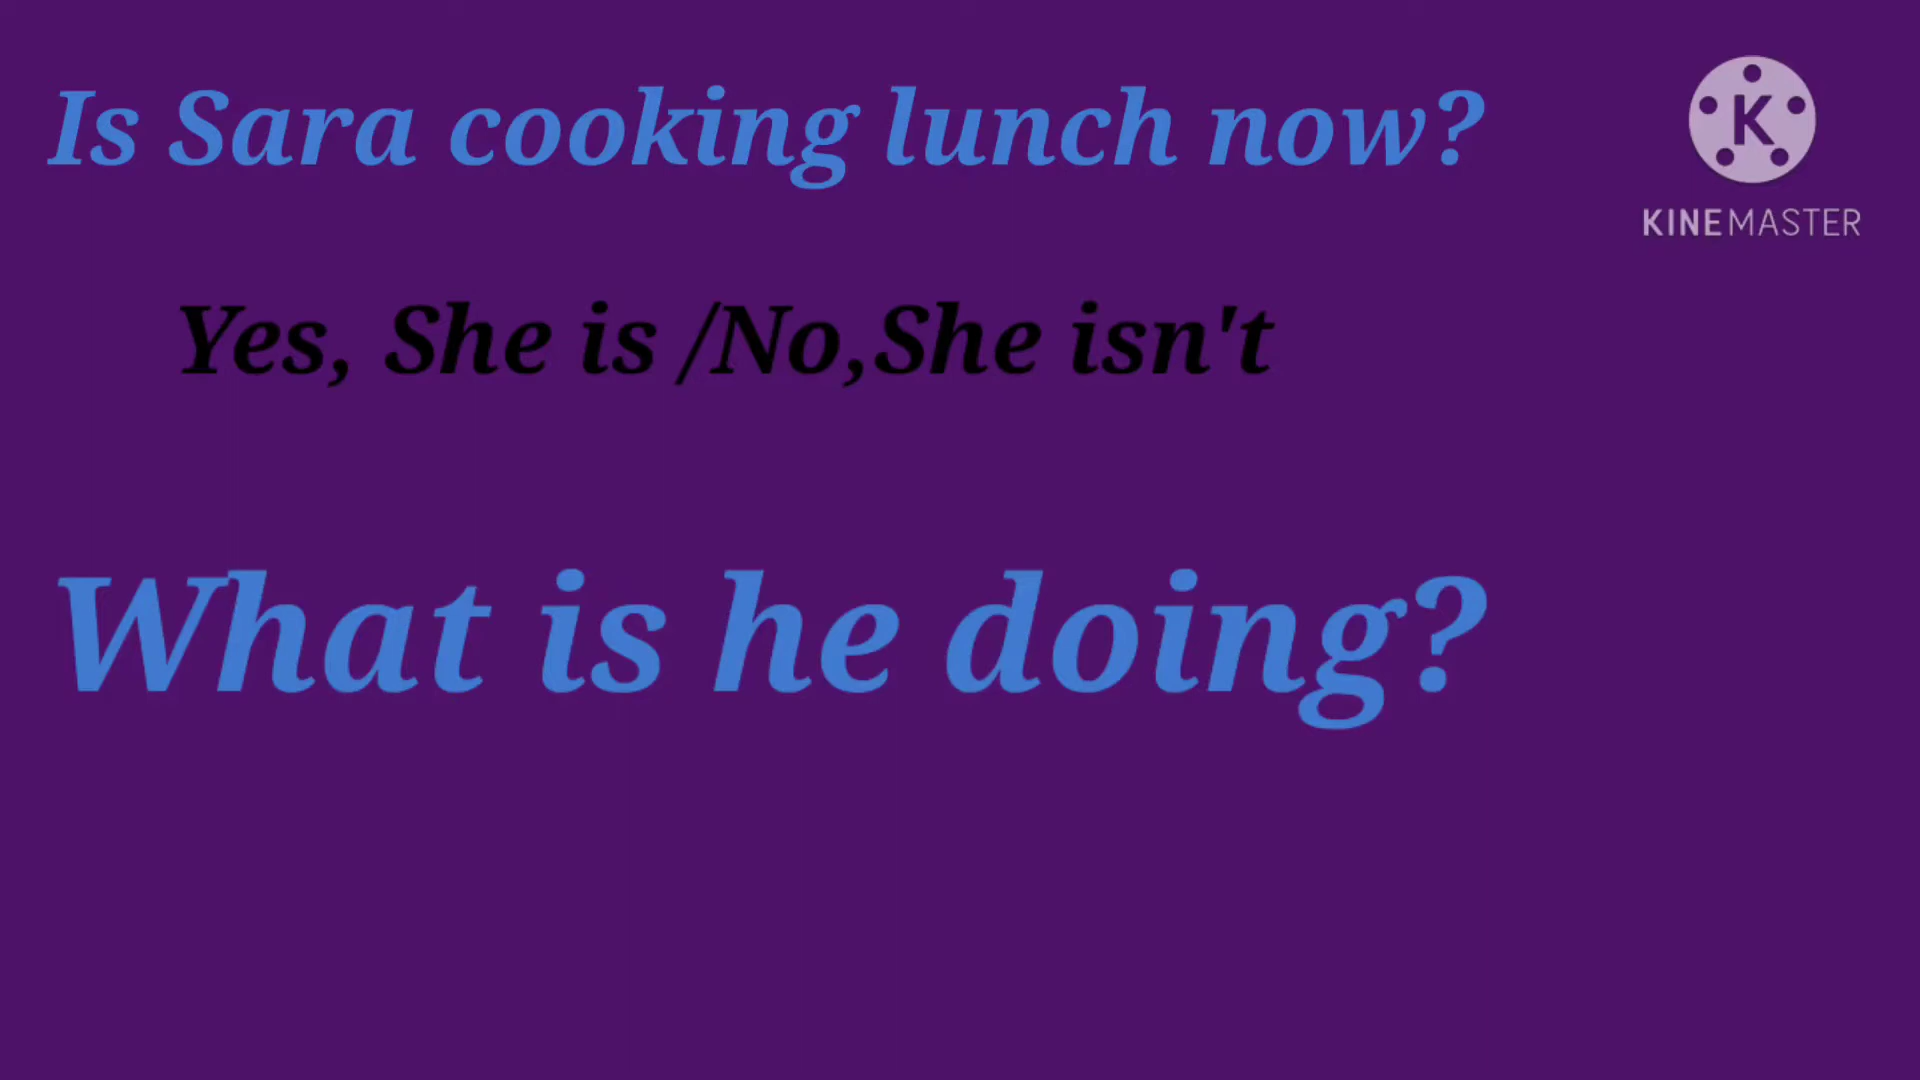 Is Sara cooking lunch now?
K
KINEMASTER
Yes, She is /No,She isn't
What is he doing?